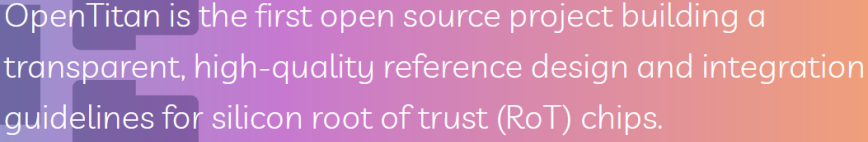 OpenTitan is the first open source project building a
transparent, high-quality reference design and integration
guidelines for silicon root of trust (RoT) chips.